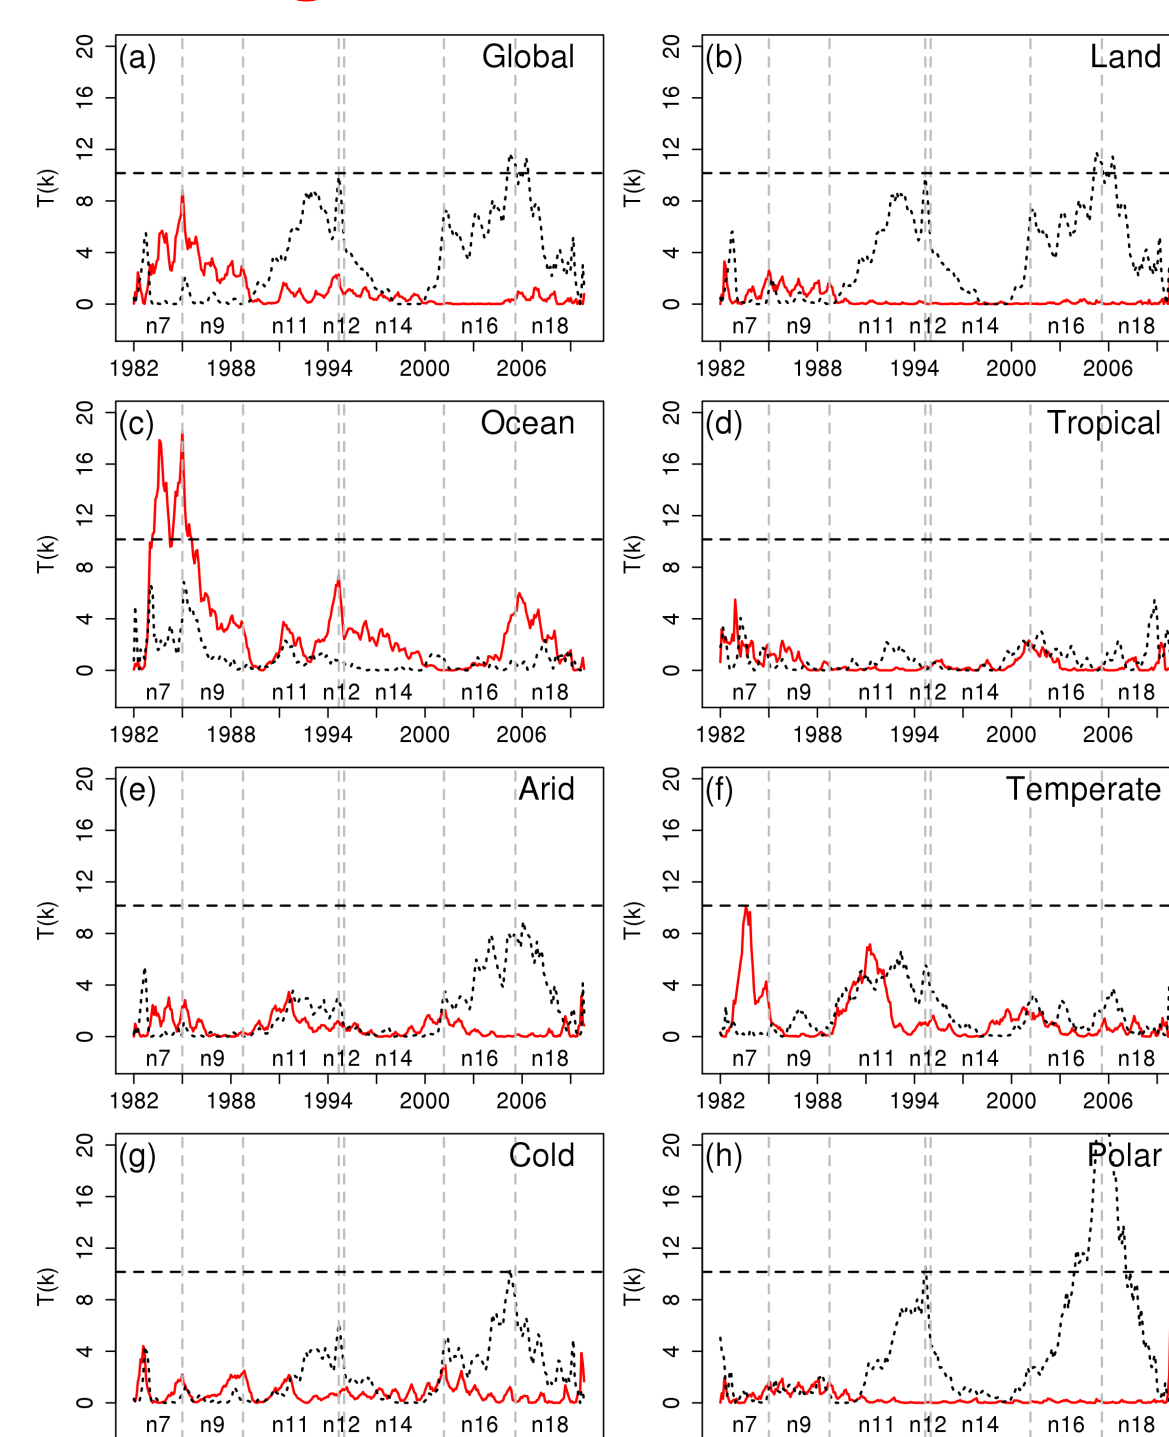 (a) Global
T(k)
20
16
12
8
4
0
n7 n9 n11 n12 n14 n16 n18
1982 1988 1994 2000 2006
(b) Land
T(k)
20
16
12
8
4
0
n7 n9 n11 n12 n14 n16 n18
1982 1988 1994 2000 2006
(c) Ocean
T(k)
20
16
12
8
4
0
n7 n9 n11 n12 n14 n16 n18
1982 1988 1994 2000 2006
(d) Tropical
T(k)
20
16
12
8
4
0
n7 n9 n11 n12 n14 n16 n18
1982 1988 1994 2000 2006
(e) Arid
T(k)
20
16
12
8
4
0
n7 n9 n11 n12 n14 n16 n18
1982 1988 1994 2000 2006
(f) Temperate
T(k)
20
16
12
8
4
0
n7 n9 n11 n12 n14 n16 n18
1982 1988 1994 2000 2006
(g) Cold
T(k)
20
16
12
8
4
0
n7 n9 n11 n12 n14 n16 n18
(h) Polar
T(k)
20
16
12
8
4
0
n7 n9 n11 n12 n14 n16 n18